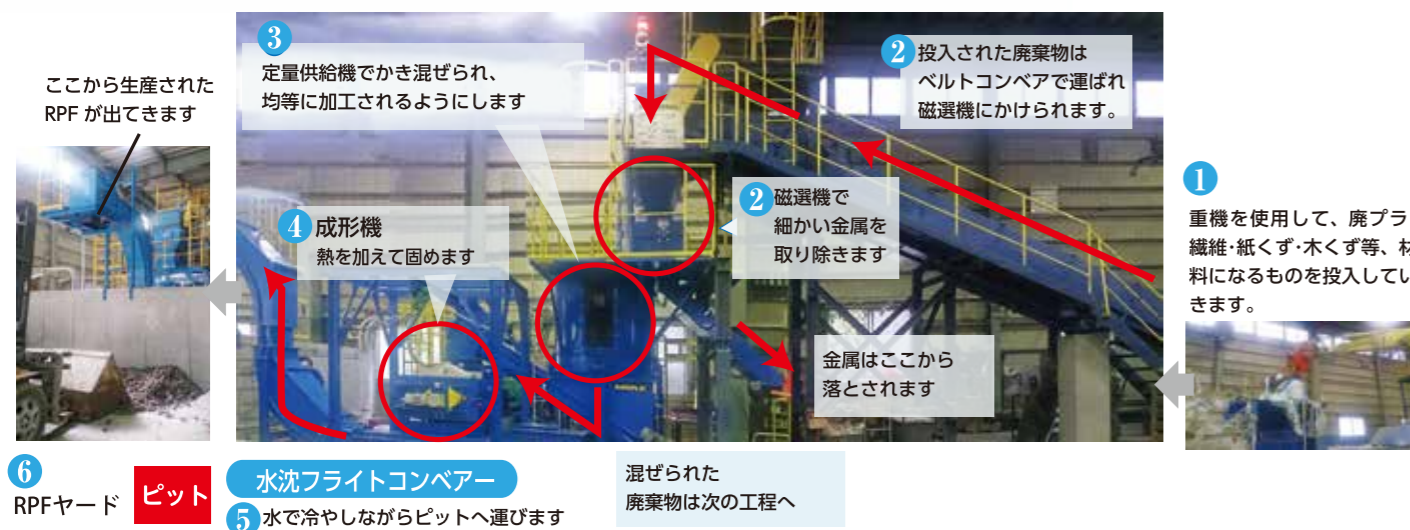 1
重機を使用して、廃プラ
繊維・紙くず・木くず等、材
料になるものを投入してい
きます。
2 投入された廃棄物は
ベルトコンベアで運ばれ
磁選機にかけられます。
2 磁選機で
細かい金属を
取り除きます
金属はここから
落とされます
3
定量供給機でかき混ぜられ、
均等に加工されるようにします
混ぜられた
廃棄物は次の工程へ
4 成形機
熱を加えて固めます
水沈フライトコンベアー
5 水で冷やしながらピットへ運びます
ピット
6
RPFヤード
ここから生産された
RPF が出てきます